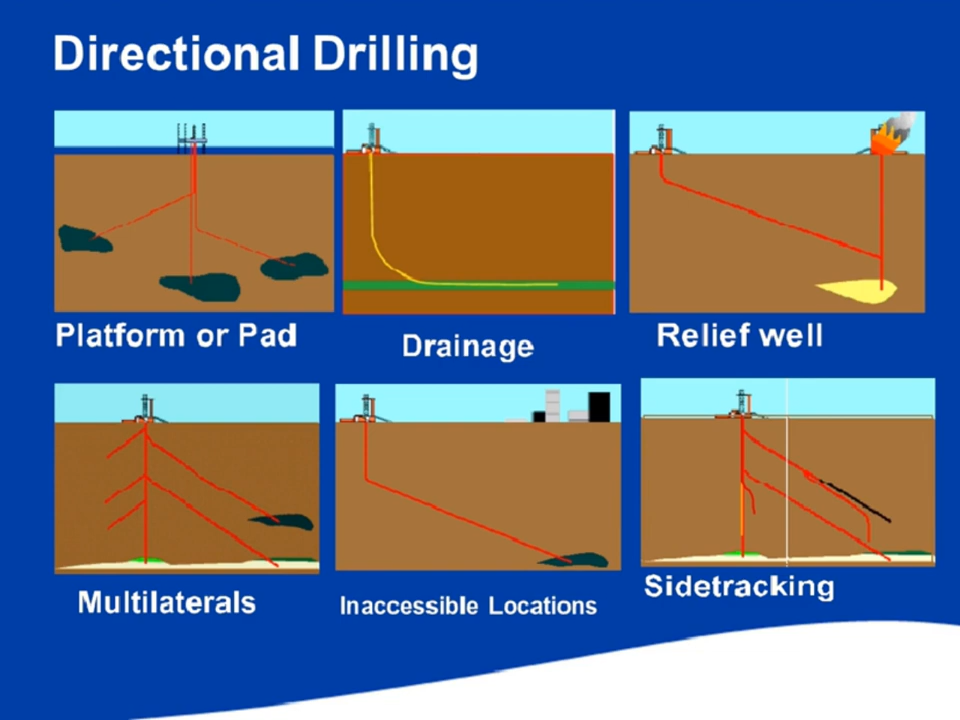 Directional Drilling
Platform or Pad
Drainage
Relief well
Multilaterals
Inaccessible Locations
Sidetracking